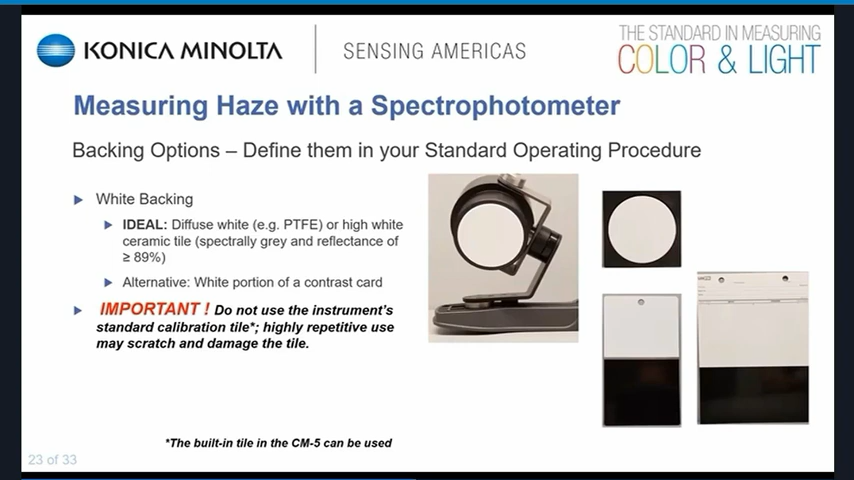 KONICA MINOLTA
SENSING AMERICAS
THE STANDARD IN MEASURING
COLOR & LIGHT
Measuring Haze with a Spectrophotometer
Backing Options – Define them in your Standard Operating Procedure
White Backing
IDEAL: Diffuse white (e.g. PTFE) or high white
ceramic tile (spectrally grey and reflectance of
≥ 89%)
Alternative: White portion of a contrast card
IMPORTANT ! Do not use the instrument's
standard calibration tile*; highly repetitive use
may scratch and damage the tile.
*The built-in tile in the CM-5 can be used
23 of 33